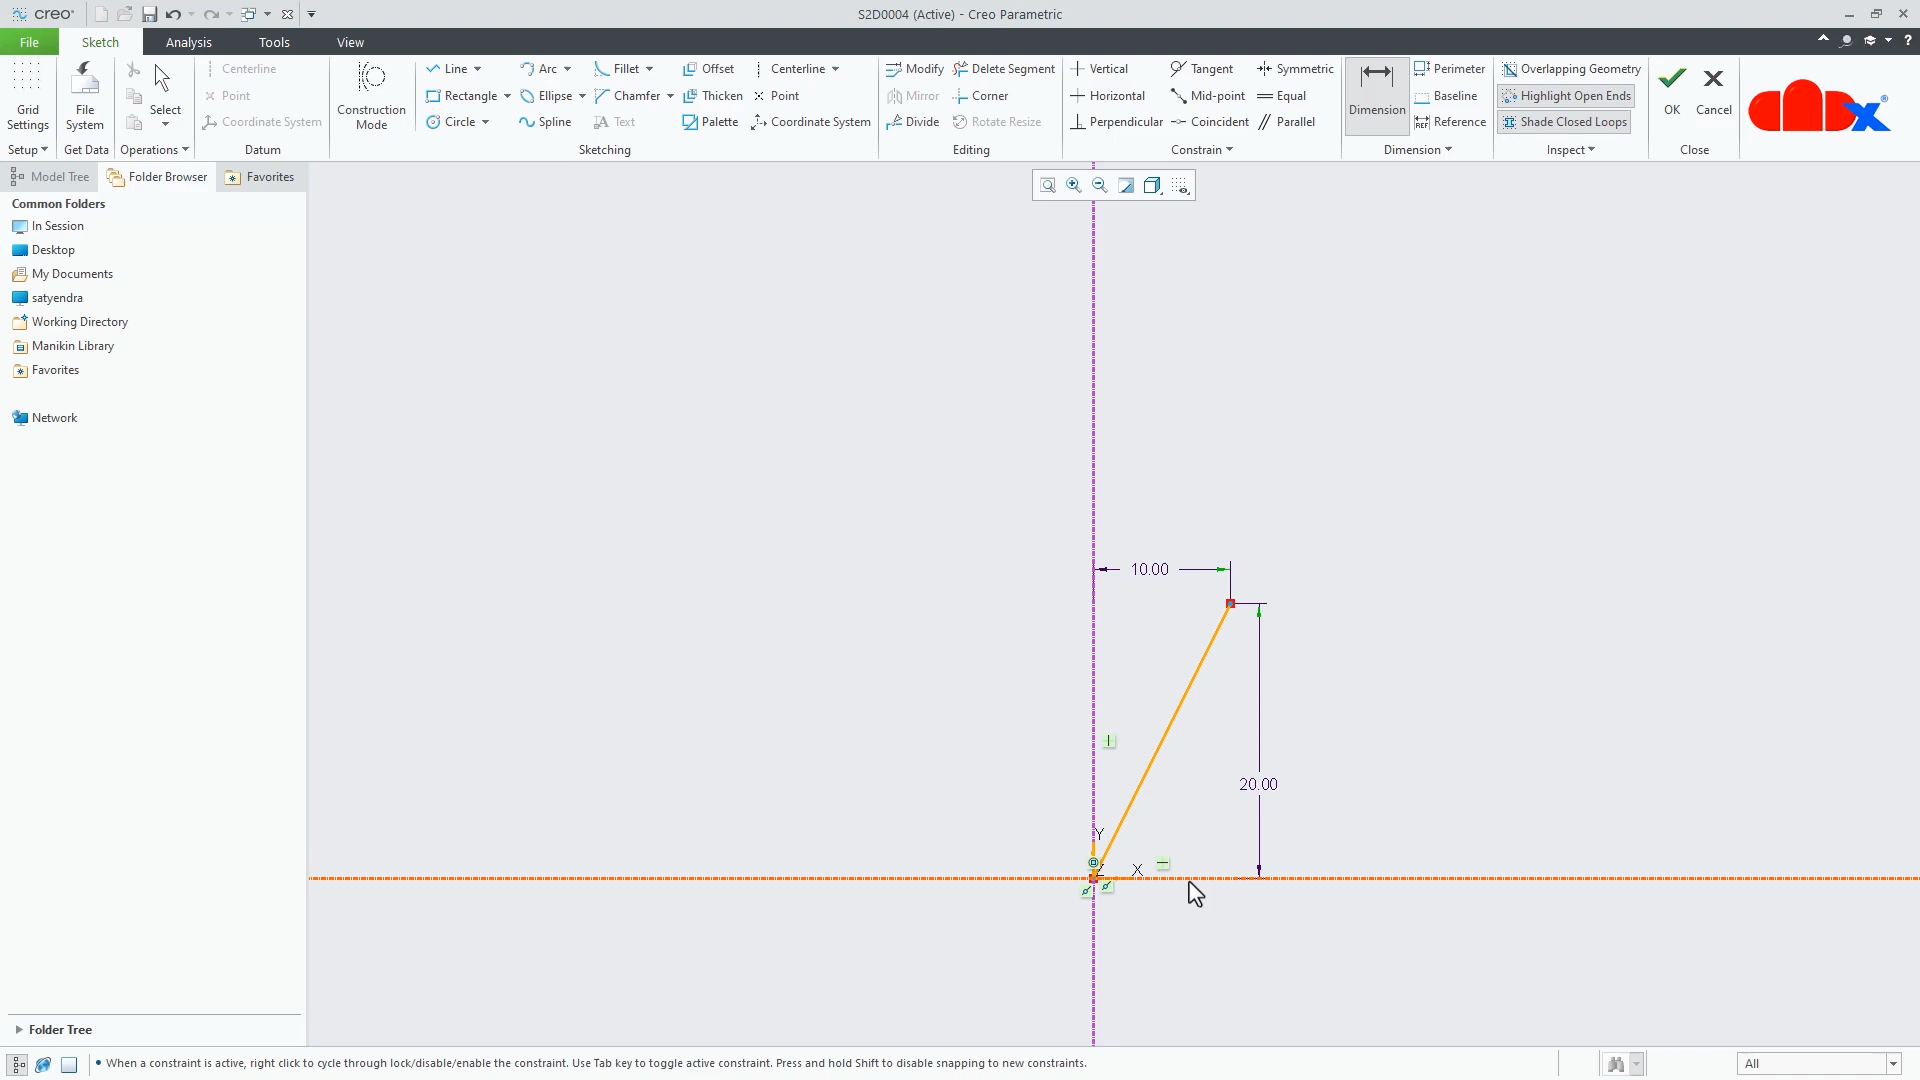 creo
S2D0004 (Active) - Creo Parametric
File
Sketch
Analysis
Tools
View
?
Grid Settings
Setup
File System
Get Data
Select
Operations
Centerline
Point
Coordinate System
Datum
Construction Mode
Line
Rectangle
Circle
Arc
Ellipse
Spline
Fillet
Chamfer
Text
Offset
Thicken
Palette
Centerline
Point
Coordinate System
Sketching
Modify
Mirror
Divide
Delete Segment
Corner
Rotate Resize
Editing
Vertical
Horizontal
Perpendicular
Tangent
Mid-point
Coincident
Symmetric
Equal
Parallel
Constrain
Dimension
Perimeter
Baseline
REF Reference
Dimension
Overlapping Geometry
Highlight Open Ends
Shade Closed Loops
Inspect
OK
Cancel
Close
CADX®
Model Tree
Folder Browser
Favorites
Common Folders
In Session
Desktop
My Documents
satyendra
Working Directory
Manikin Library
Favorites
Network
Folder Tree
10.00
20.00
Y
X
When a constraint is active, right click to cycle through lock/disable/enable the constraint. Use Tab key to toggle active constraint. Press and hold Shift to disable snapping to new constraints.
All